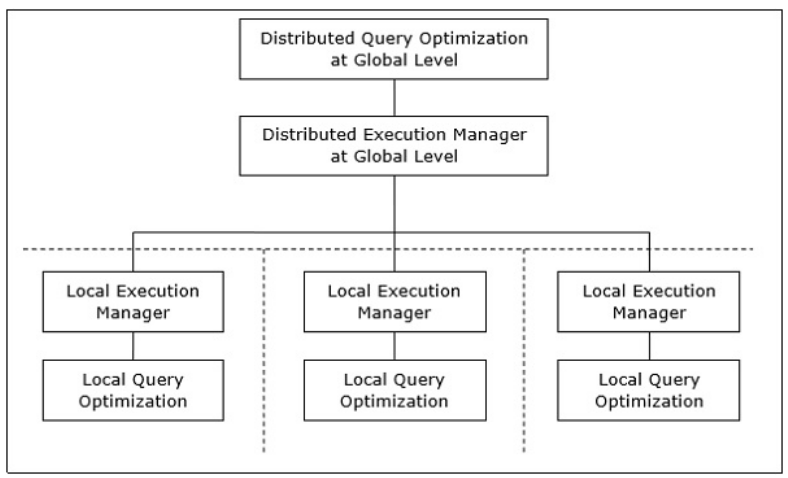 Distributed Query Optimization
at Global Level
Distributed Execution Manager
at Global Level
Local Execution
Manager
Local Execution
Manager
Local Execution
Manager
Local Query
Optimization
Local Query
Optimization
Local Query
Optimization